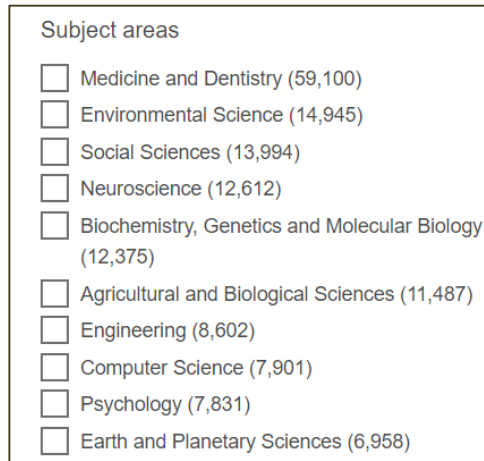 Subject areas
Medicine and Dentistry (59,100)
Environmental Science (14,945)
Social Sciences (13,994)
Neuroscience (12,612)
Biochemistry, Genetics and Molecular Biology
(12,375)
Agricultural and Biological Sciences (11,487)
Engineering (8,602)
Computer Science (7,901)
Psychology (7,831)
Earth and Planetary Sciences (6,958)